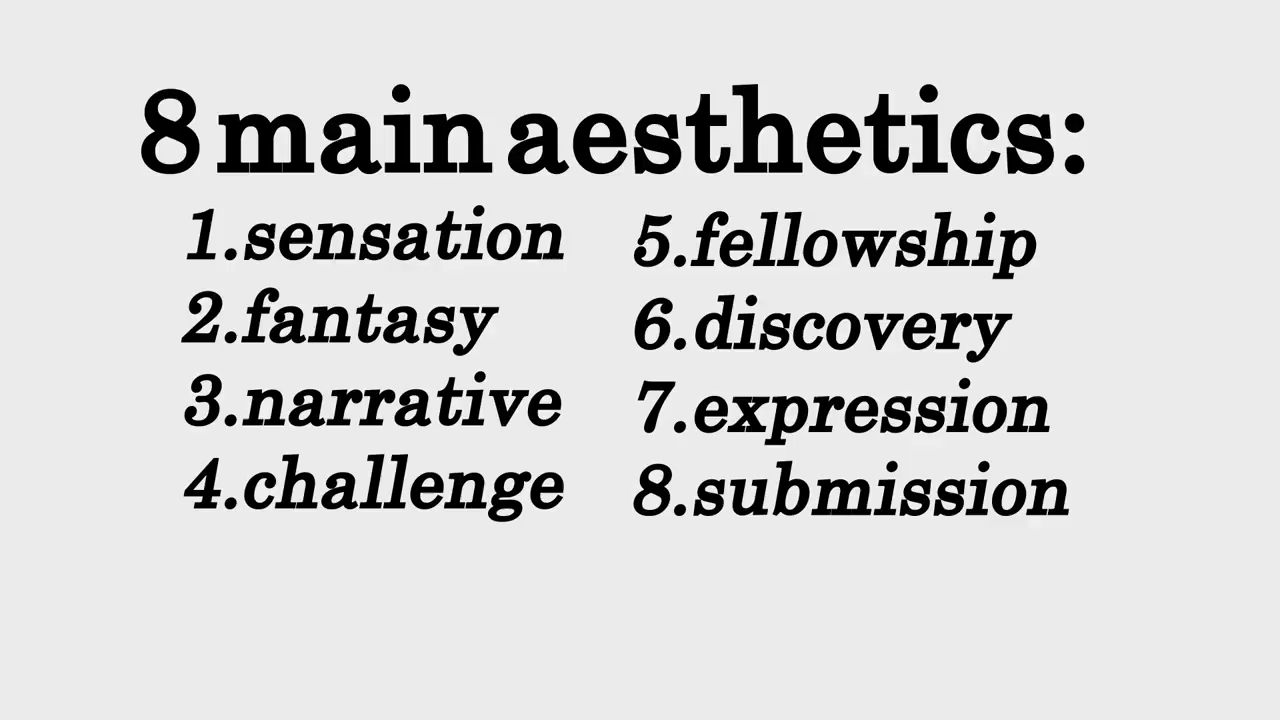 8 main aesthetics:
1.sensation
2.fantasy
3.narrative
4.challenge
5.fellowship
6.discovery
7.expression
8.submission